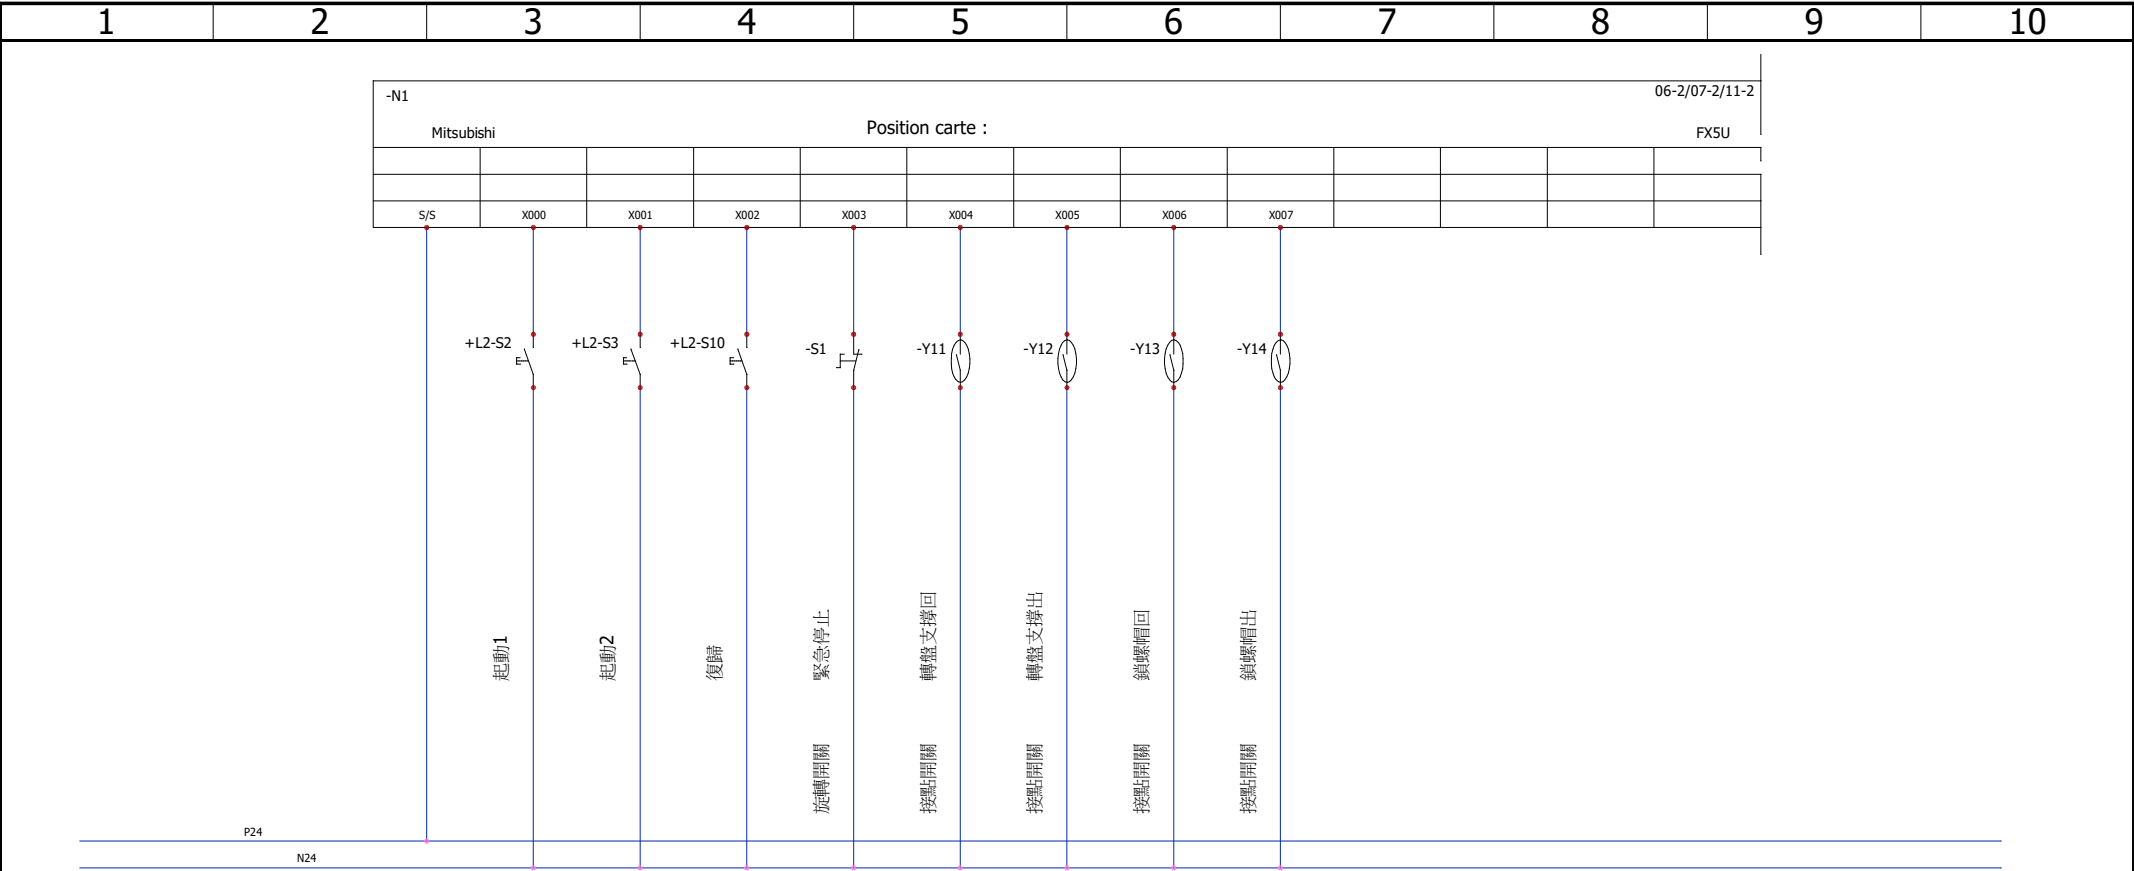 1 2 3 4 5 6 7 8 9 10
-N1 06-2/07-2/11-2
Mitsubishi Position carte : FX5U
S/S X000 X001 X002 X003 X004 X005 X006 X007
+L2-S2 +L2-S3 +L2-S10 -S1 -Y11 -Y12 -Y13 -Y14
起動1
起動2
復歸
緊急停止
轉盤支撐回
轉盤支撐出
鎖螺帽回
鎖螺帽出
旋轉開關
接點開關
接點開關
接點開關
接點開關
P24
N24